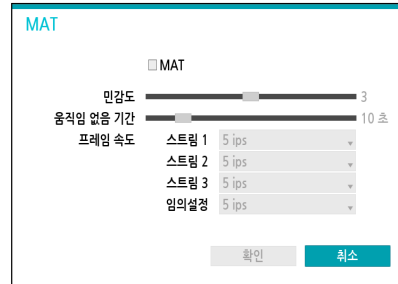 MAT
MAT
민감도 3
움직임 없음 기간 10 초
프레임 속도 스트림 1 5 ips
스트림 2 5 ips
스트림 3 5 ips
임의설정 5 ips
확인 취소